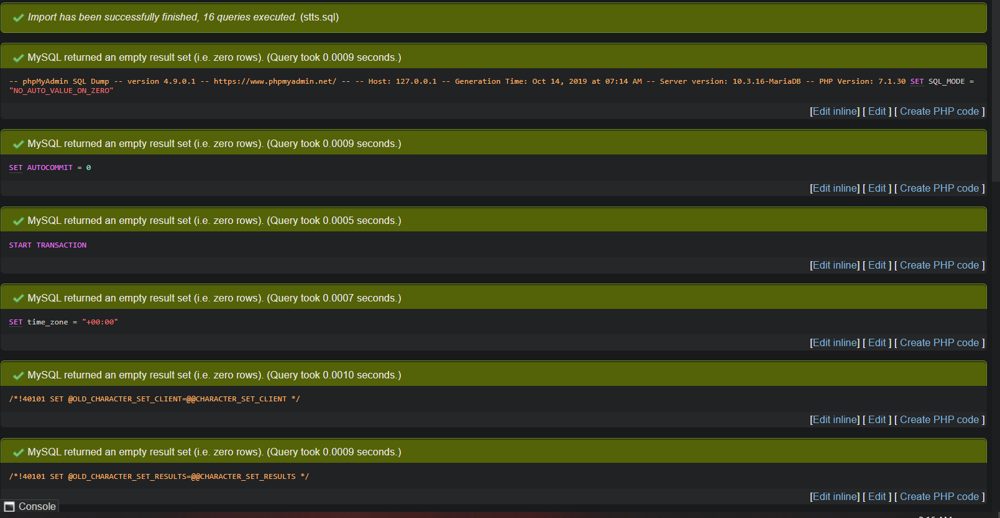 Import has been successfully finished, 16 queries executed. (stts.sql)
MySQL returned an empty result set (i.e. zero rows). (Query took 0.0009 seconds.)
-- phpMyAdmin SQL Dump -- version 4.9.0.1 -- https://www.phpmyadmin.net/ -- -- Host: 127.0.0.1 -- Generation Time: Oct 14, 2019 at 07:14 AM -- Server version: 10.3.16-MariaDB -- PHP Version: 7.1.30 SET SQL_MODE =
"NO_AUTO_VALUE_ON_ZERO"
[Edit inline] [ Edit ] [ Create PHP code ]
MySQL returned an empty result set (i.e. zero rows). (Query took 0.0009 seconds.)
SET AUTOCOMMIT = 0
[Edit inline] [ Edit ] [ Create PHP code ]
MySQL returned an empty result set (i.e. zero rows). (Query took 0.0005 seconds.)
START TRANSACTION
[Edit inline] [ Edit ] [ Create PHP code ]
MySQL returned an empty result set (i.e. zero rows). (Query took 0.0007 seconds.)
SET time_zone = "+00:00"
[Edit inline] [ Edit ] [ Create PHP code ]
MySQL returned an empty result set (i.e. zero rows). (Query took 0.0010 seconds.)
/*!40101 SET @OLD_CHARACTER_SET_CLIENT=@@CHARACTER_SET_CLIENT */
[Edit inline] [ Edit ] [ Create PHP code ]
MySQL returned an empty result set (i.e. zero rows). (Query took 0.0009 seconds.)
/*!40101 SET @OLD_CHARACTER_SET_RESULTS=@@CHARACTER_SET_RESULTS */
[Edit inline] [ Edit ] [ Create PHP code ]
Console